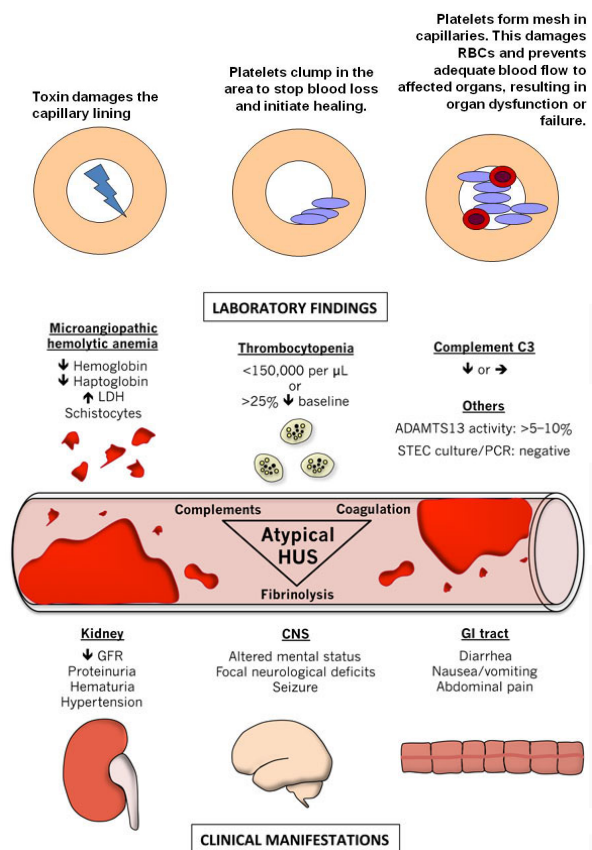 Toxin damages the
capillary lining
Platelets clump in the
area to stop blood loss
and initiate healing.
Platelets form mesh in
capillaries. This damages
RBCs and prevents
adequate blood flow to
affected organs, resulting in
organ dysfunction or
failure.
LABORATORY FINDINGS
Microangiopathic
hemolytic anemia
↓ Hemoglobin
↓ Haptoglobin
↑ LDH
Schistocytes
Thrombocytopenia
<150,000 per µL
or
>25% ↓ baseline
Complement C3
↓ or →
Others
ADAMTS13 activity: >5–10%
STEC culture/PCR: negative
Complements
Coagulation
Atypical
HUS
Fibrinolysis
Kidney
↓ GFR
Proteinuria
Hematuria
Hypertension
CNS
Altered mental status
Focal neurological deficits
Seizure
GI tract
Diarrhea
Nausea/vomiting
Abdominal pain
CLINICAL MANIFESTATIONS